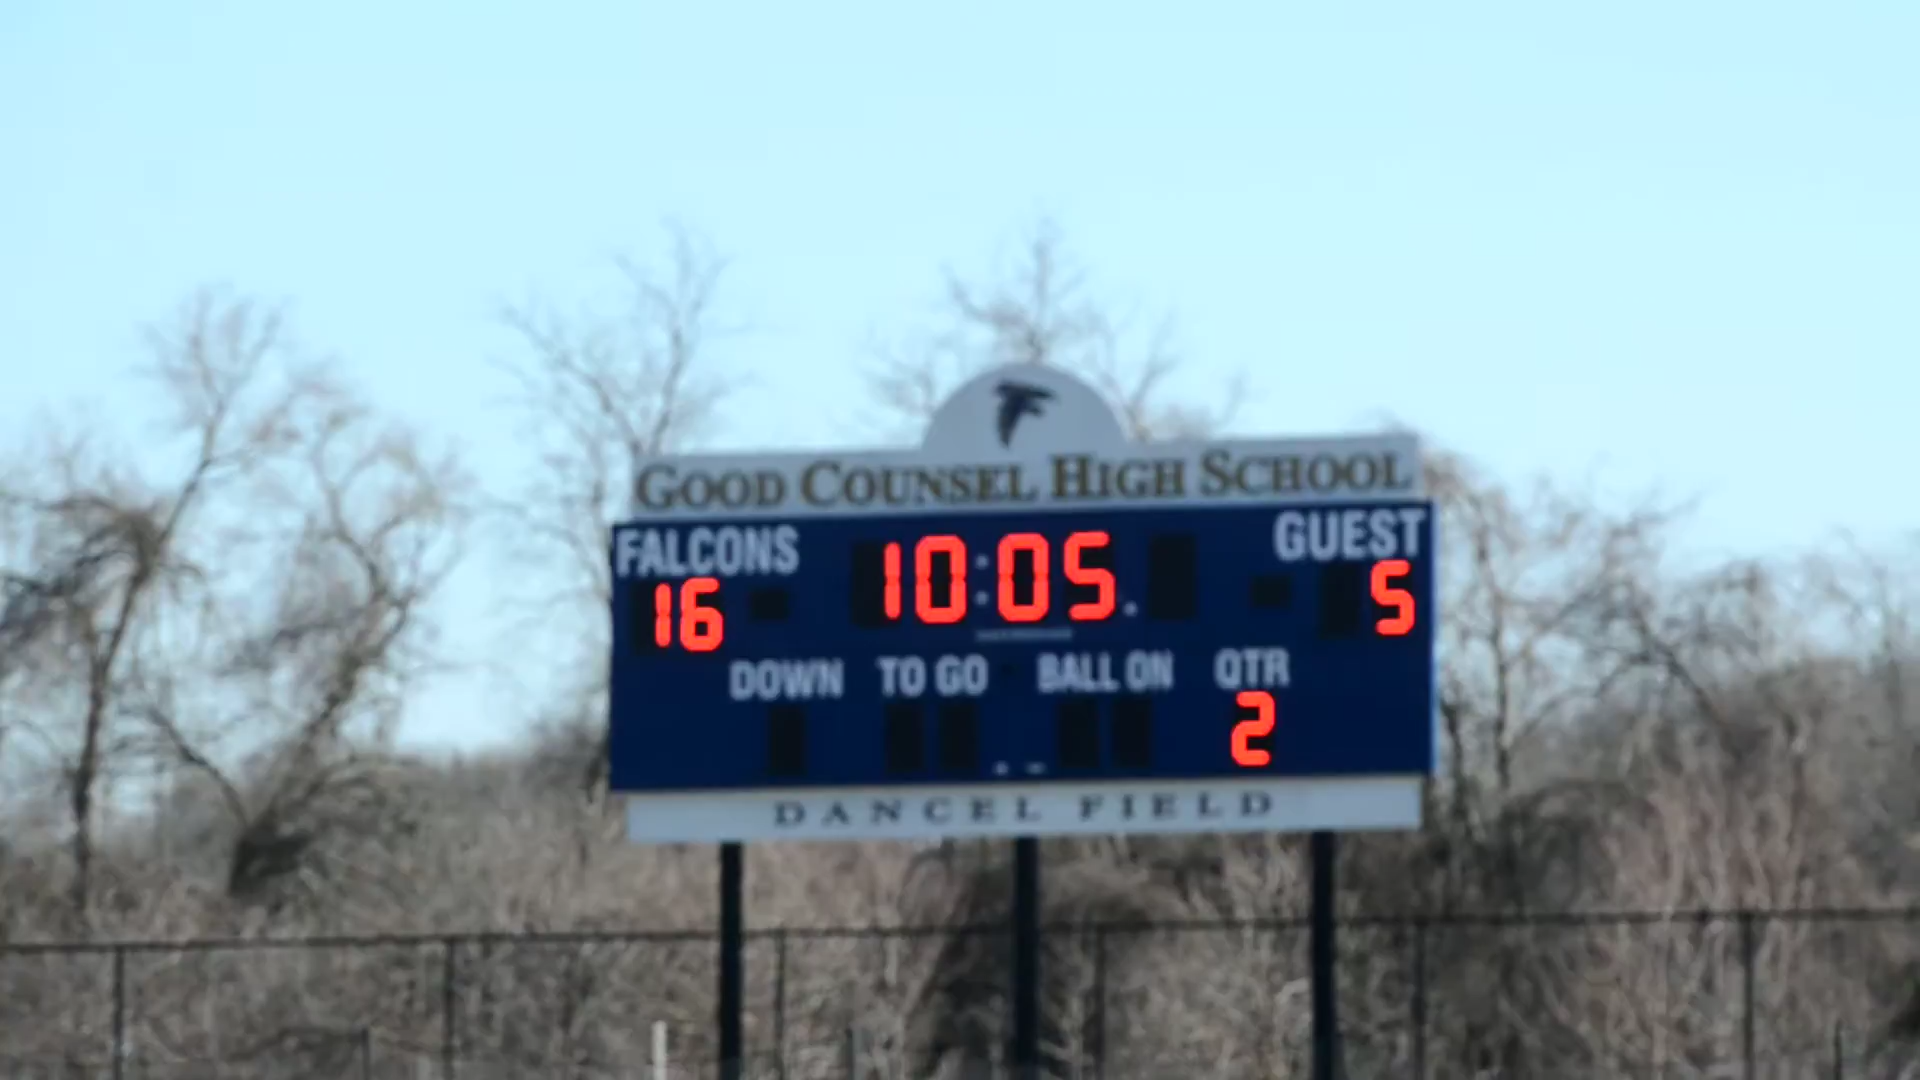 GOOD COUNSEL HIGH SCHOOL
FALCONS 10:05 GUEST
16 5
DOWN TO GO BALL ON QTR
2
DANCEL FIELD